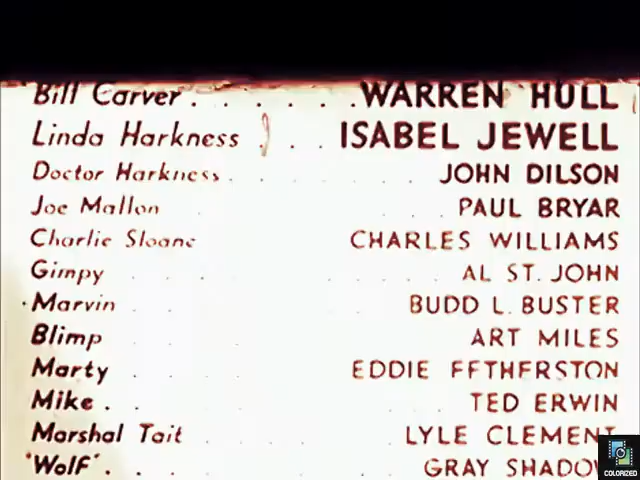 Bill Carver . . . . . . . WARREN HULL
Linda Harkness . . . ISABEL JEWELL
Doctor Harkness . . . . . JOHN DILSON
Joe Mallon . . . PAUL BRYAR
Charlie Sloane CHARLES WILLIAMS
Gimpy . . . . . . . . AL ST. JOHN
Marvin . . . BUDD L. BUSTER
Blimp . . . ART MILES
Marty . . . EDDIE FETHERSTON
Mike . . . . TED ERWIN
Marshal Tait . . . . LYLE CLEMENT
'Wolf' . . . . . GRAY SHADOW
COLORIZED